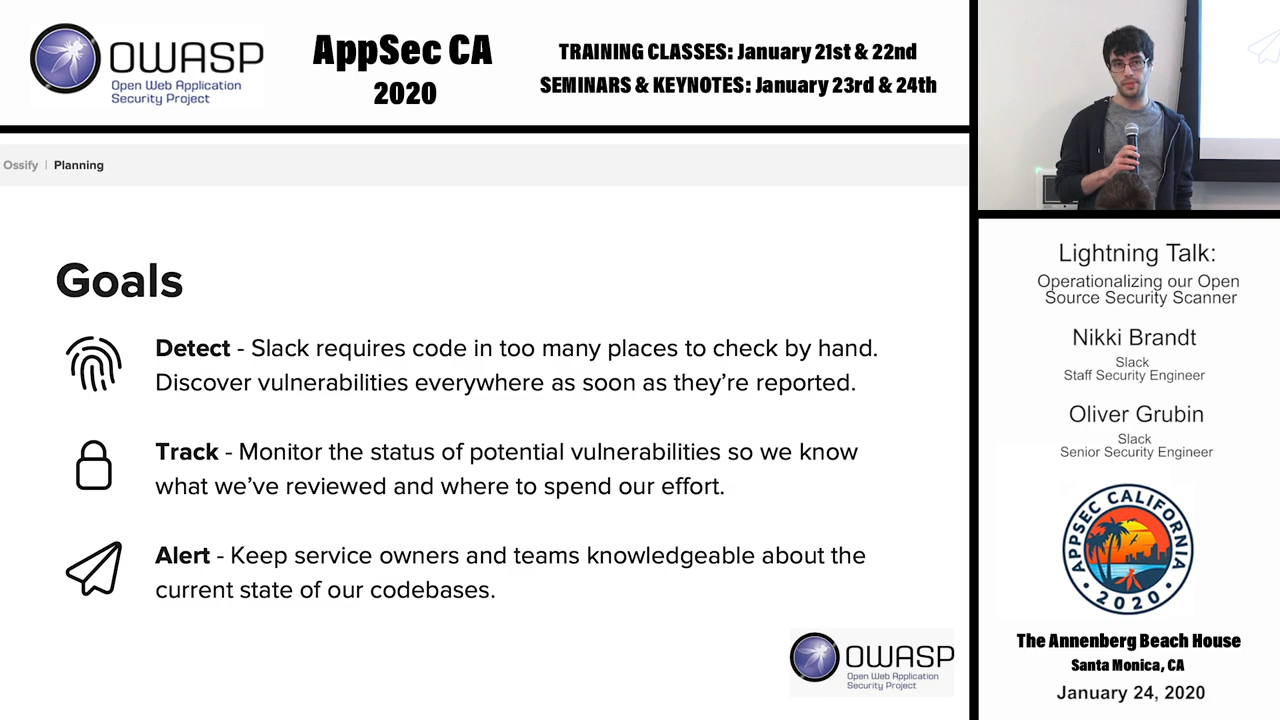 OWASP
Open Web Application
Security Project
AppSec CA
2020
TRAINING CLASSES: January 21st & 22nd
SEMINARS & KEYNOTES: January 23rd & 24th
Ossify | Planning
Goals
Detect - Slack requires code in too many places to check by hand.
Discover vulnerabilities everywhere as soon as they're reported.
Track - Monitor the status of potential vulnerabilities so we know
what we've reviewed and where to spend our effort.
Alert - Keep service owners and teams knowledgeable about the
current state of our codebases.
OWASP
Open Web Application
Security Project
Lightning Talk:
Operationalizing our Open
Source Security Scanner
Nikki Brandt
Slack
Staff Security Engineer
Oliver Grubin
Slack
Senior Security Engineer
APPSEC CALIFORNIA
• 2020 •
The Annenberg Beach House
Santa Monica, CA
January 24, 2020